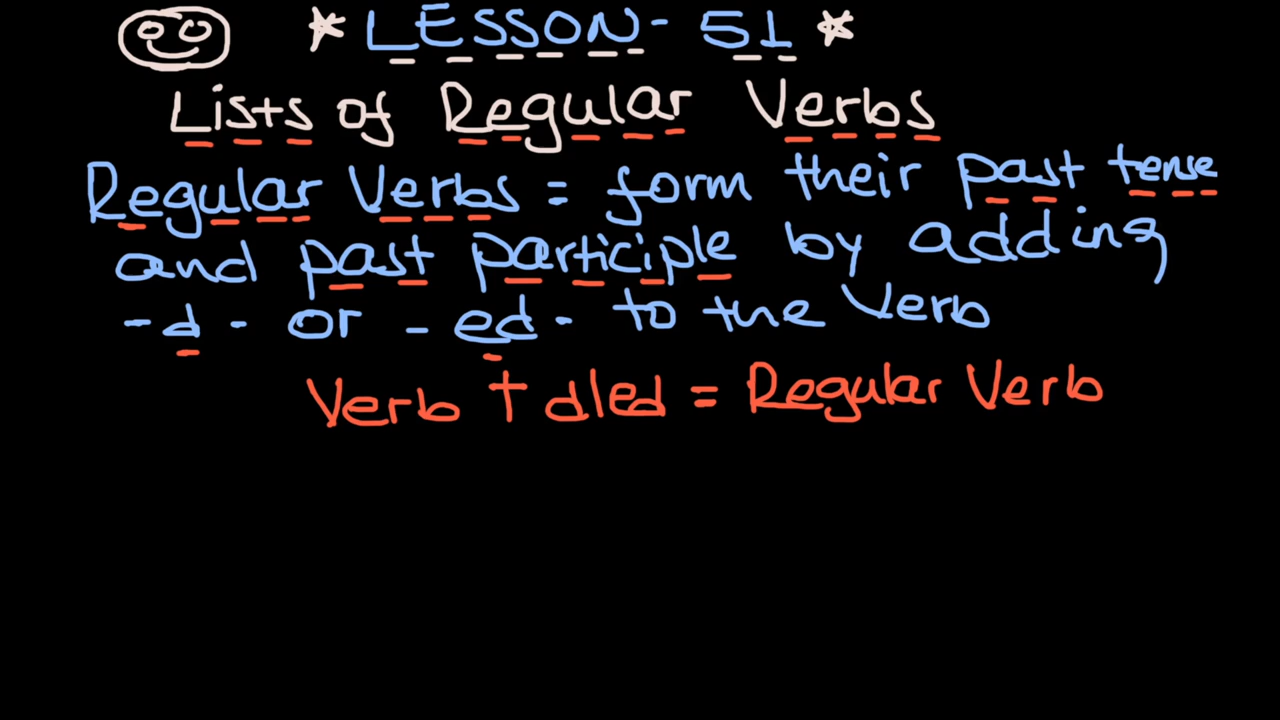 * LESSON - 51 *
Lists of Regular Verbs
Regular Verbs = form their past tense
and past participle by adding
- d - or - ed - to the Verb
Verb + d/ed = Regular Verb